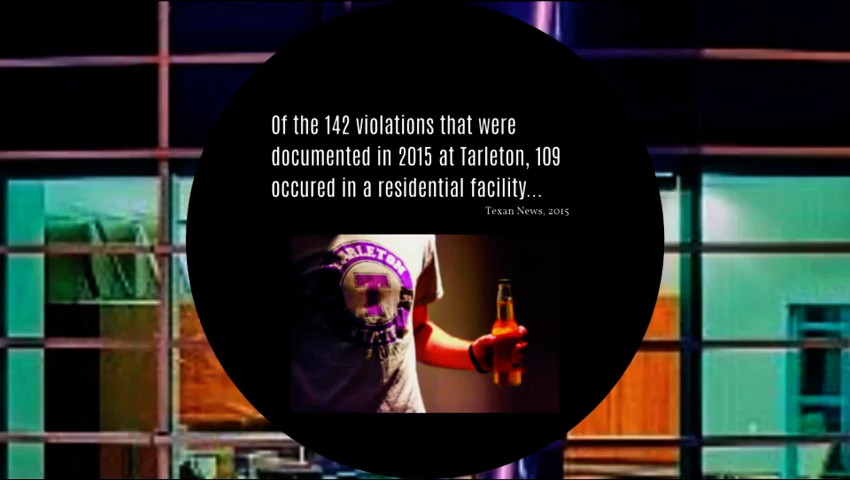 Of the 142 violations that were
documented in 2015 at Tarleton, 109
occured in a residential facility...
Texan News, 2015
TARLETON
T